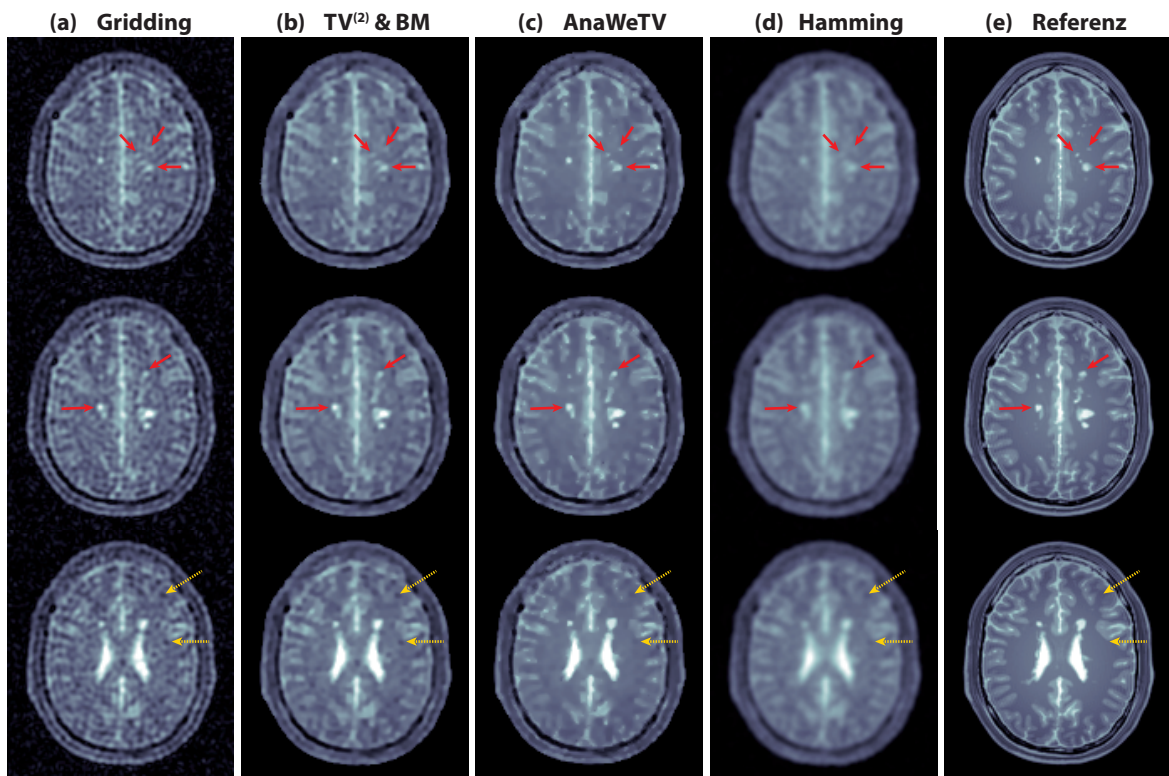 (a) Gridding
(b) TV⁽²⁾ & BM
(c) AnaWeTV
(d) Hamming
(e) Referenz